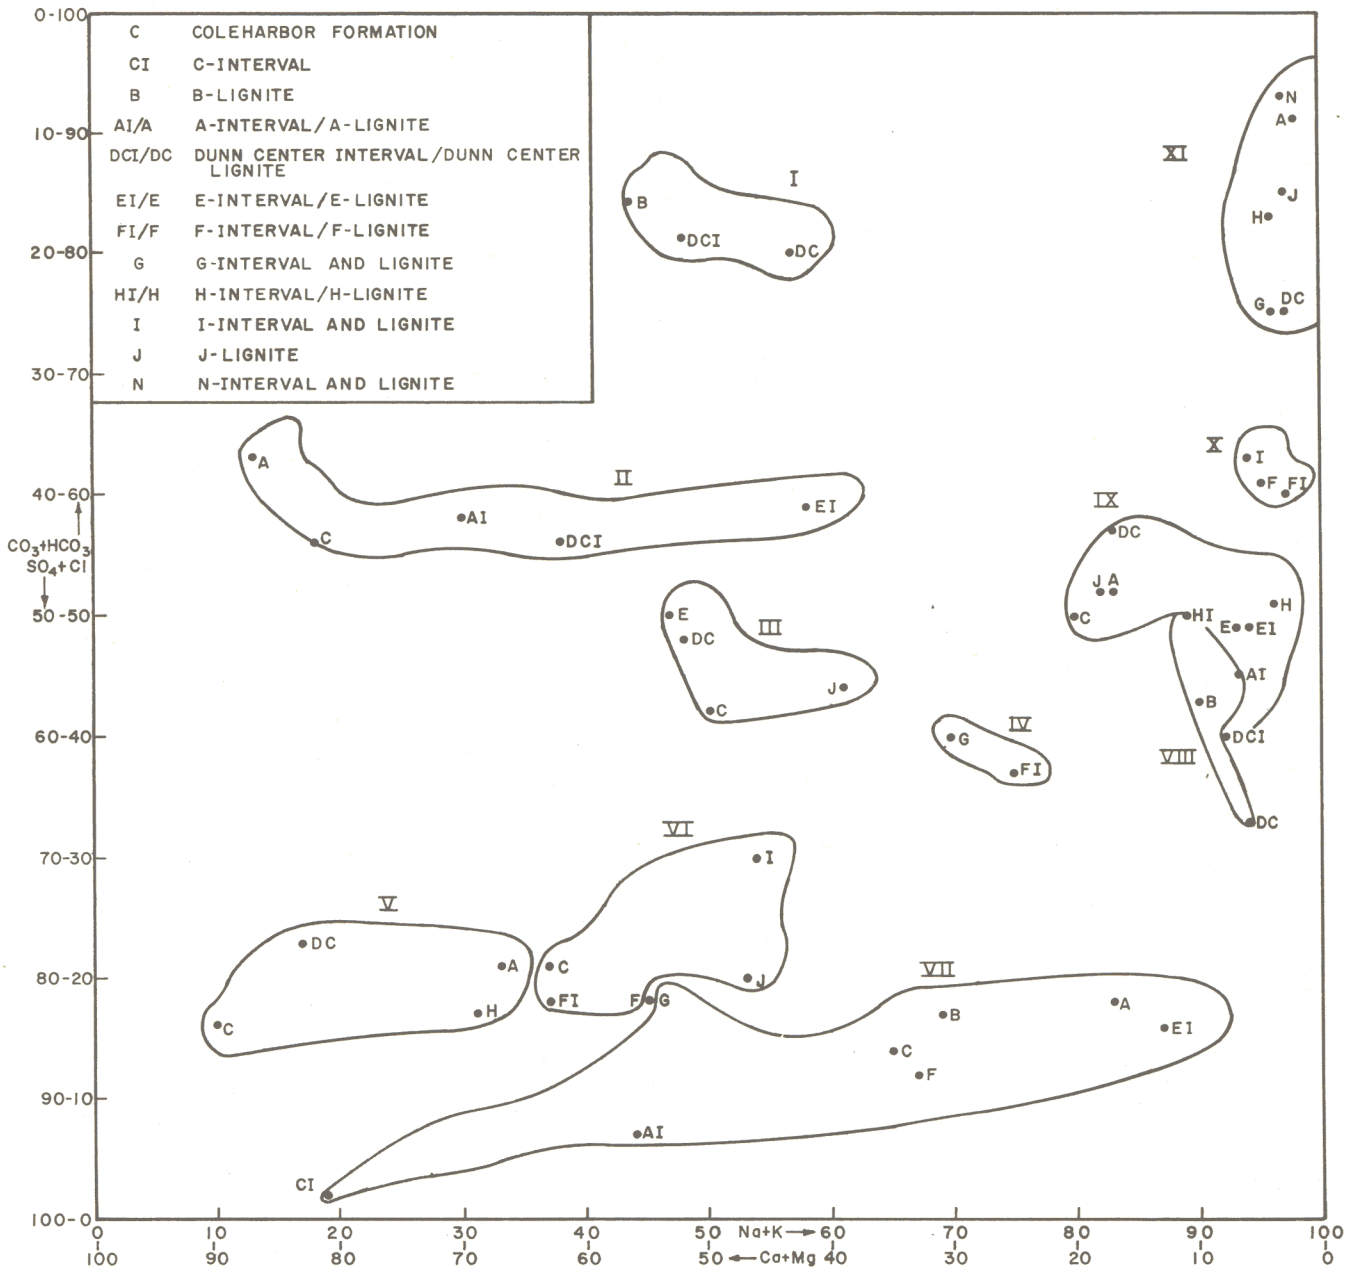 0-100
C COLEHARBOR FORMATION
CI C-INTERVAL
B B-LIGNITE
AI/A A-INTERVAL/A-LIGNITE
DCI/DC DUNN CENTER INTERVAL/DUNN CENTER
LIGNITE
EI/E E-INTERVAL/E-LIGNITE
FI/F F-INTERVAL/F-LIGNITE
G G-INTERVAL AND LIGNITE
HI/H H-INTERVAL/H-LIGNITE
I I-INTERVAL AND LIGNITE
J J-LIGNITE
N N-INTERVAL AND LIGNITE
10-90
20-80
30-70
40-60
CO3+HCO3
SO4+Cl
50-50
60-40
70-30
80-20
90-10
100-0
I
B
DCI
DC
XI
N
A
J
H
G DC
II
A
C
AI
DCI
EI
X
I
F FI
IX
DC
J A
C
HI
H
E EI
AI
B
DCI
VIII
DC
III
E
DC
C
J
IV
G
FI
V
DC
A
H
C
VI
I
C
FI
J
F G
VII
B
A
EI
C
F
AI
CI
0 10 20 30 40 50 Na+K→60 70 80 90 100
100 90 80 70 60 50 ←Ca+Mg 40 30 20 10 0